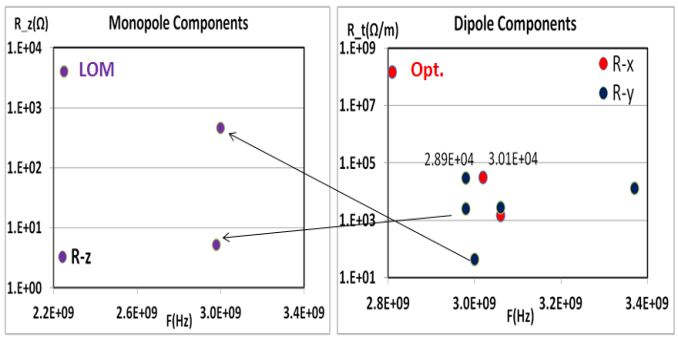 R_z(Ω)
Monopole Components
1.E+04
LOM
1.E+03
1.E+02
1.E+01
R-z
1.E+00
2.2E+09 2.6E+09 3.0E+09 3.4E+09
F(Hz)
R_t(Ω/m)
Dipole Components
1.E+09
Opt.
R-x
R-y
1.E+07
2.89E+04 3.01E+04
1.E+05
1.E+03
1.E+01
2.8E+09 3.0E+09 3.2E+09 3.4E+09
F(Hz)